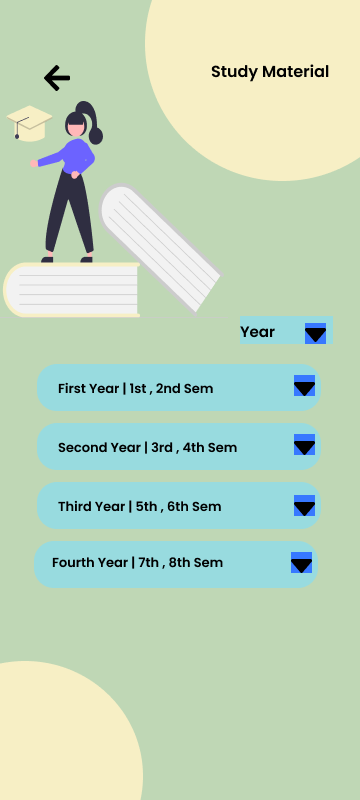 Study Material
Year
First Year | 1st , 2nd Sem
Second Year | 3rd , 4th Sem
Third Year | 5th , 6th Sem
Fourth Year | 7th , 8th Sem